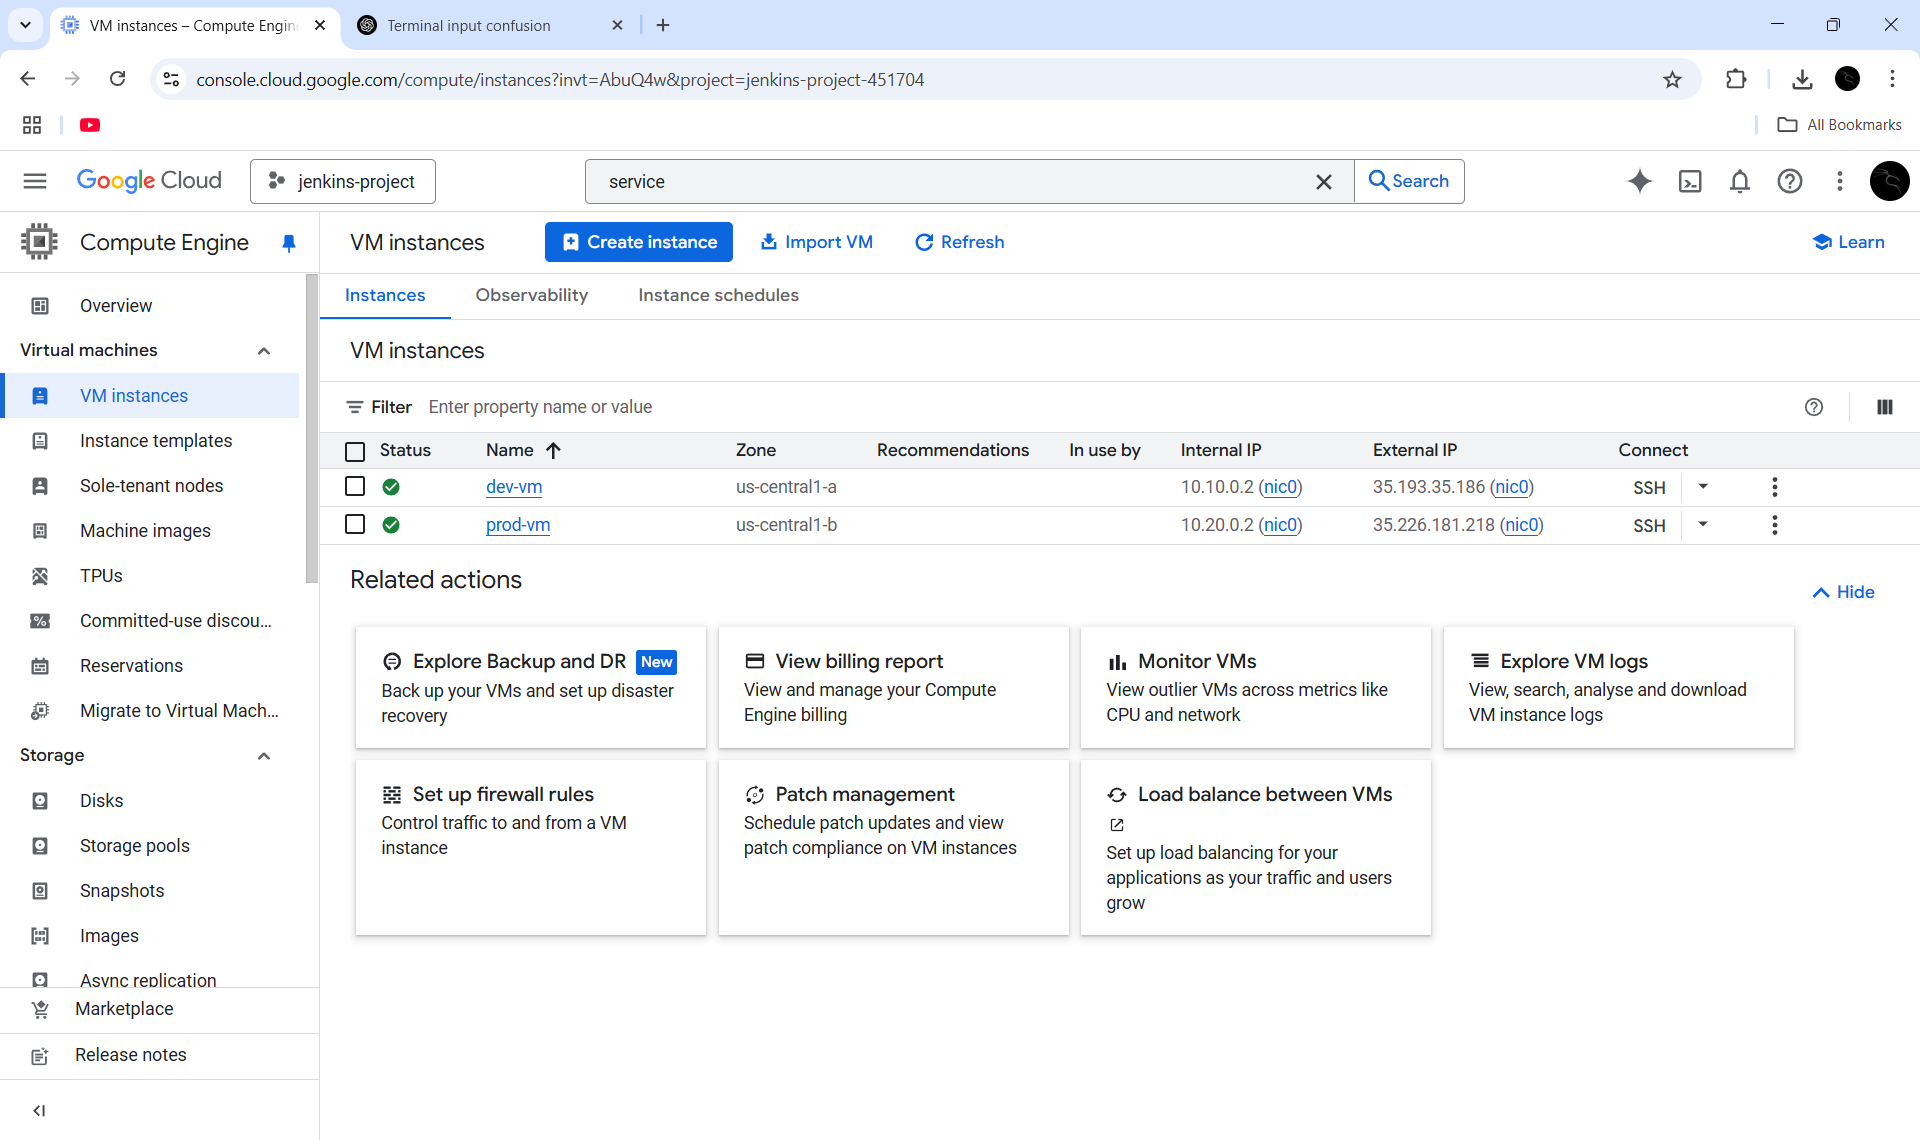 VM instances – Compute Engin
Terminal input confusion
console.cloud.google.com/compute/instances?invt=AbuQ4w&project=jenkins-project-451704
All Bookmarks
Google Cloud
jenkins-project
service
Search
Compute Engine
VM instances
Create instance
Import VM
Refresh
Learn
Instances
Observability
Instance schedules
Overview
Virtual machines
VM instances
Instance templates
Sole-tenant nodes
Machine images
TPUs
Committed-use discou...
Reservations
Migrate to Virtual Mach...
Storage
Disks
Storage pools
Snapshots
Images
Async replication
Marketplace
Release notes
VM instances
Filter Enter property name or value
Status Name Zone Recommendations In use by Internal IP External IP Connect
dev-vm us-central1-a 10.10.0.2 (nic0) 35.193.35.186 (nic0) SSH
prod-vm us-central1-b 10.20.0.2 (nic0) 35.226.181.218 (nic0) SSH
Related actions
Hide
Explore Backup and DR New
Back up your VMs and set up disaster
recovery
View billing report
View and manage your Compute
Engine billing
Monitor VMs
View outlier VMs across metrics like
CPU and network
Explore VM logs
View, search, analyse and download
VM instance logs
Set up firewall rules
Control traffic to and from a VM
instance
Patch management
Schedule patch updates and view
patch compliance on VM instances
Load balance between VMs
Set up load balancing for your
applications as your traffic and users
grow